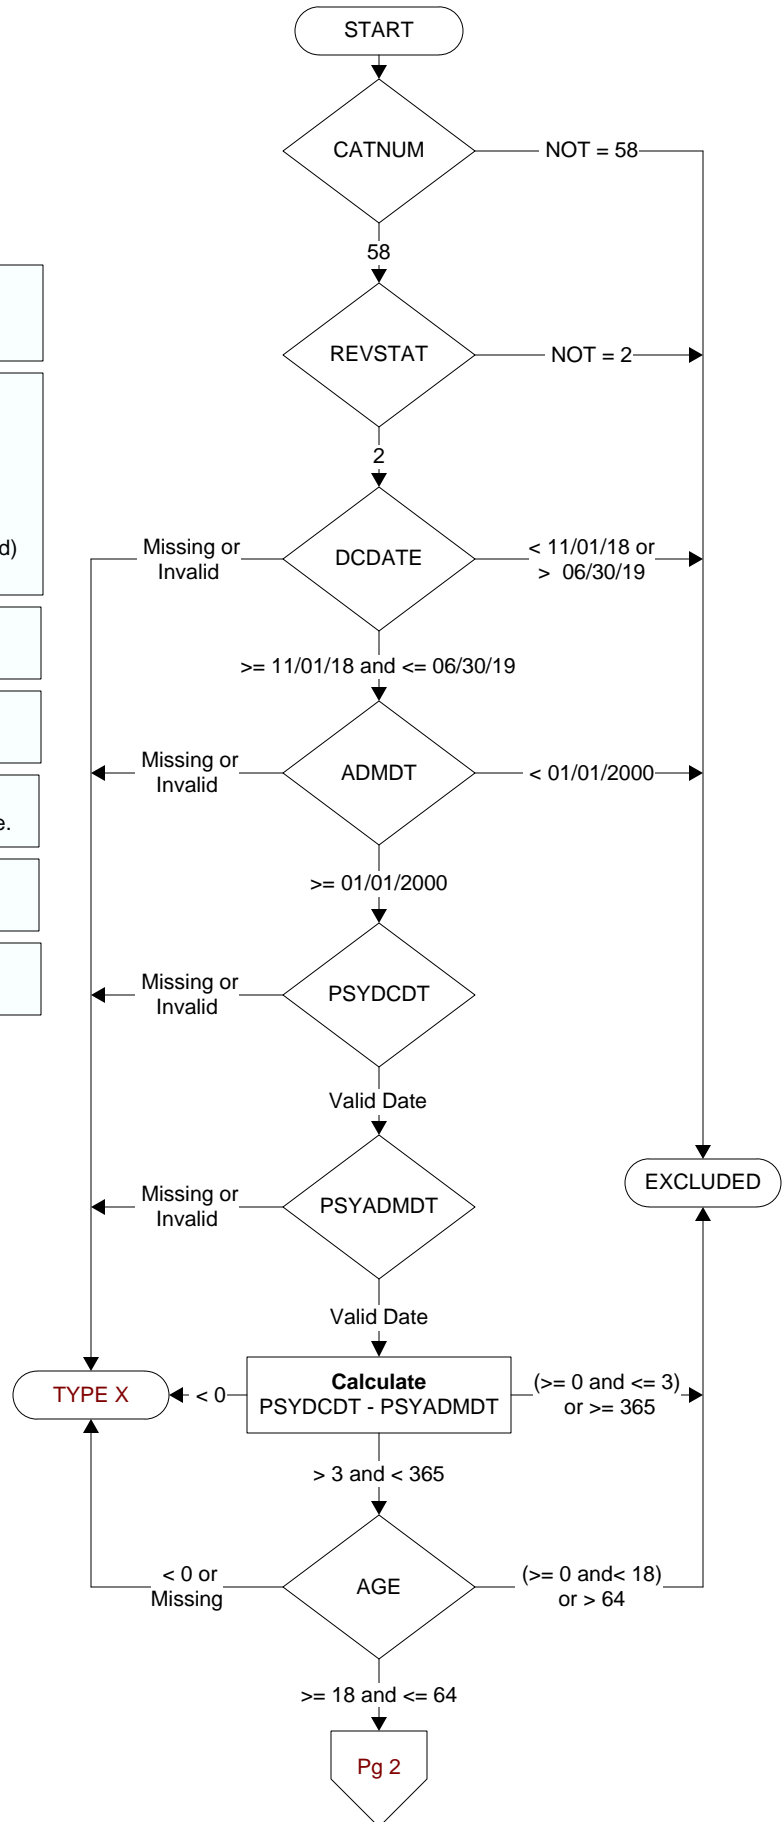 START
CATNUM
NOT = 58
58
REVSTAT
NOT = 2
2
d)
Missing or
Invalid
DCDATE
< 11/01/18 or
> 06/30/19
>= 11/01/18 and <= 06/30/19
Missing or
Invalid
ADMDT
< 01/01/2000
e.
>= 01/01/2000
Missing or
Invalid
PSYDCDT
Valid Date
Missing or
Invalid
PSYADMDT
EXCLUDED
Valid Date
TYPE X
< 0
Calculate
PSYDCDT - PSYADMDT
(>= 0 and <= 3)
or >= 365
> 3 and < 365
< 0 or
Missing
AGE
(>= 0 and< 18)
or > 64
>= 18 and <= 64
Pg 2